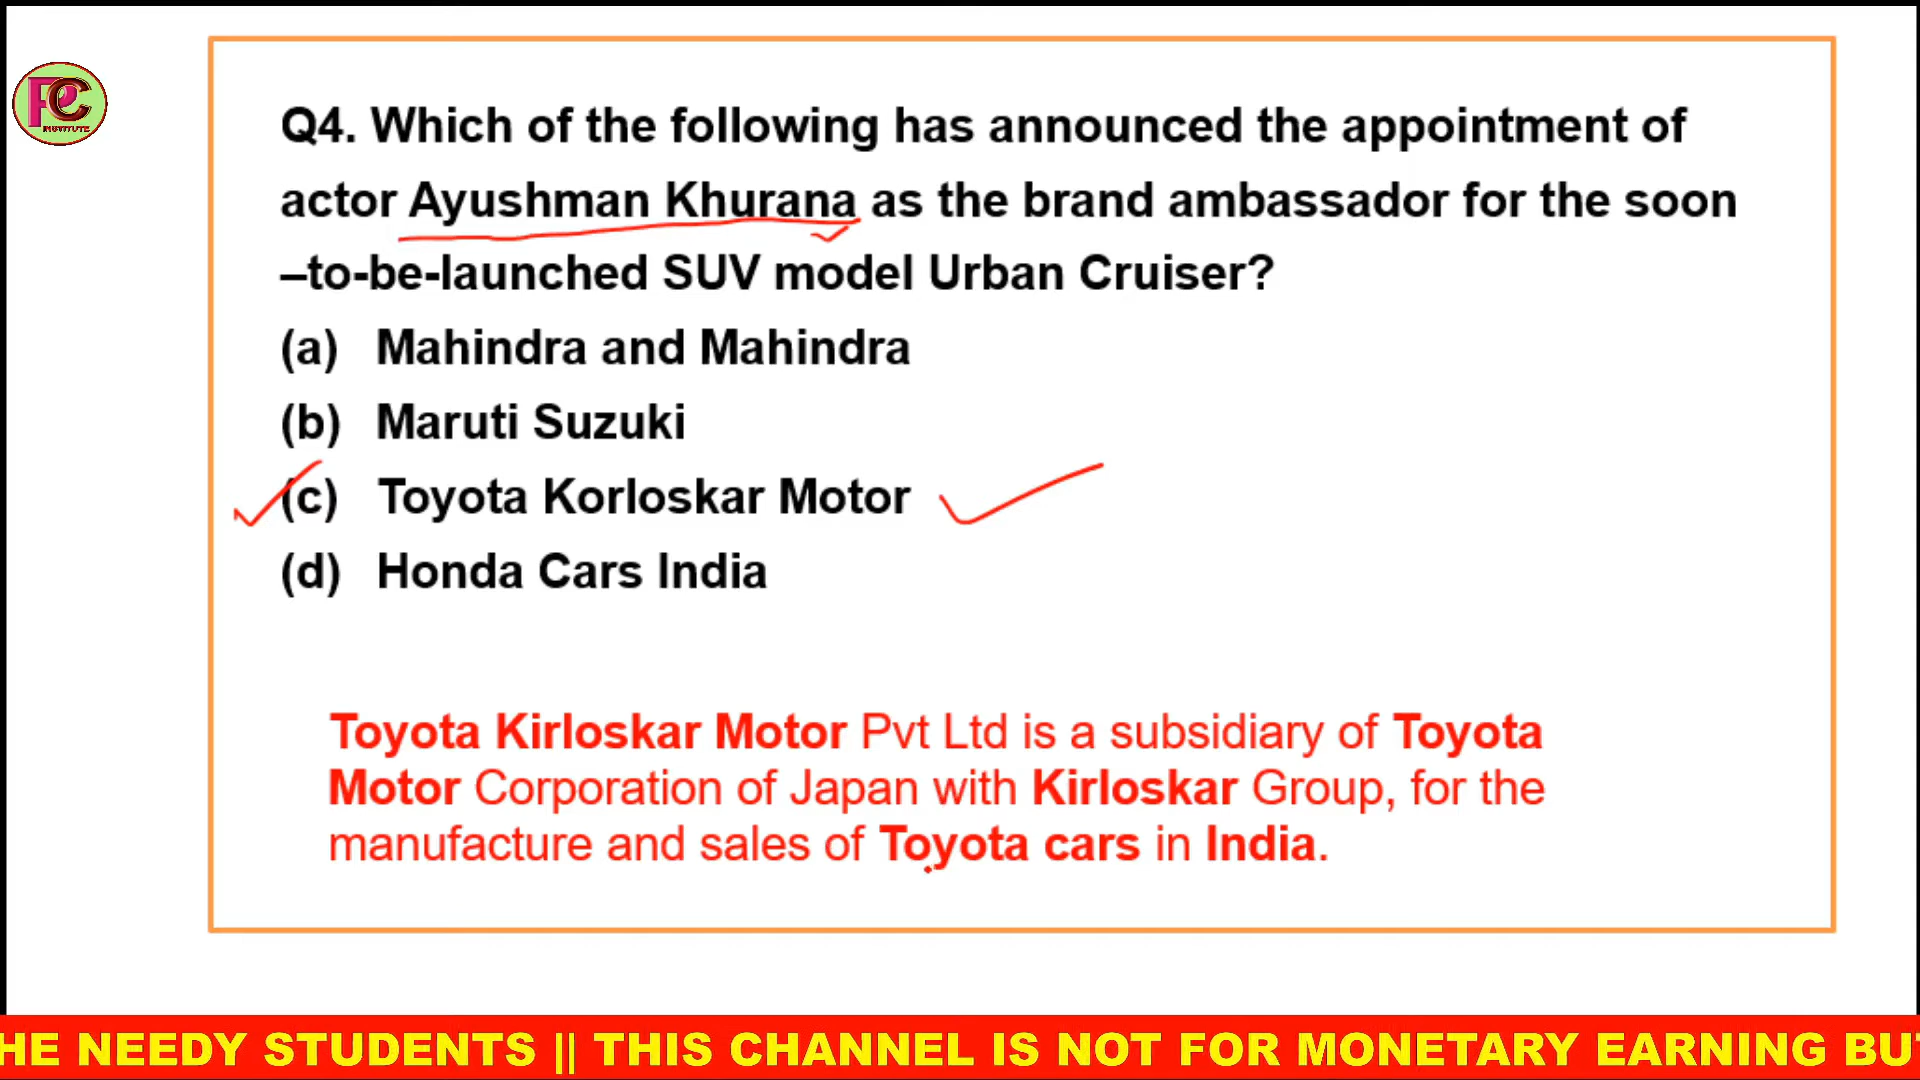 PC
INSTITUTE
Q4. Which of the following has announced the appointment of
actor Ayushman Khurana as the brand ambassador for the soon
–to-be-launched SUV model Urban Cruiser?
(a) Mahindra and Mahindra
(b) Maruti Suzuki
(c) Toyota Korloskar Motor
(d) Honda Cars India
Toyota Kirloskar Motor Pvt Ltd is a subsidiary of Toyota
Motor Corporation of Japan with Kirloskar Group, for the
manufacture and sales of Toyota cars in India.
HE NEEDY STUDENTS || THIS CHANNEL IS NOT FOR MONETARY EARNING BU